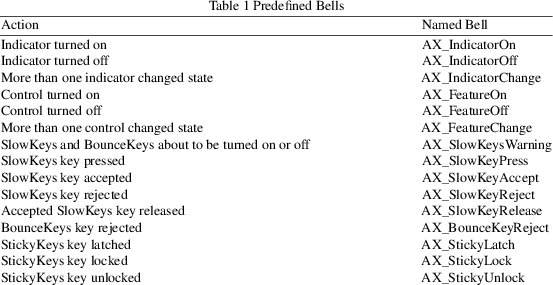 Table 1 Predefined Bells
Action Named Bell
Indicator turned on AX_IndicatorOn
Indicator turned off AX_IndicatorOff
More than one indicator changed state AX_IndicatorChange
Control turned on AX_FeatureOn
Control turned off AX_FeatureOff
More than one control changed state AX_FeatureChange
SlowKeys and BounceKeys about to be turned on or off AX_SlowKeysWarning
SlowKeys key pressed AX_SlowKeyPress
SlowKeys key accepted AX_SlowKeyAccept
SlowKeys key rejected AX_SlowKeyReject
Accepted SlowKeys key released AX_SlowKeyRelease
BounceKeys key rejected AX_BounceKeyReject
StickyKeys key latched AX_StickyLatch
StickyKeys key locked AX_StickyLock
StickyKeys key unlocked AX_StickyUnlock